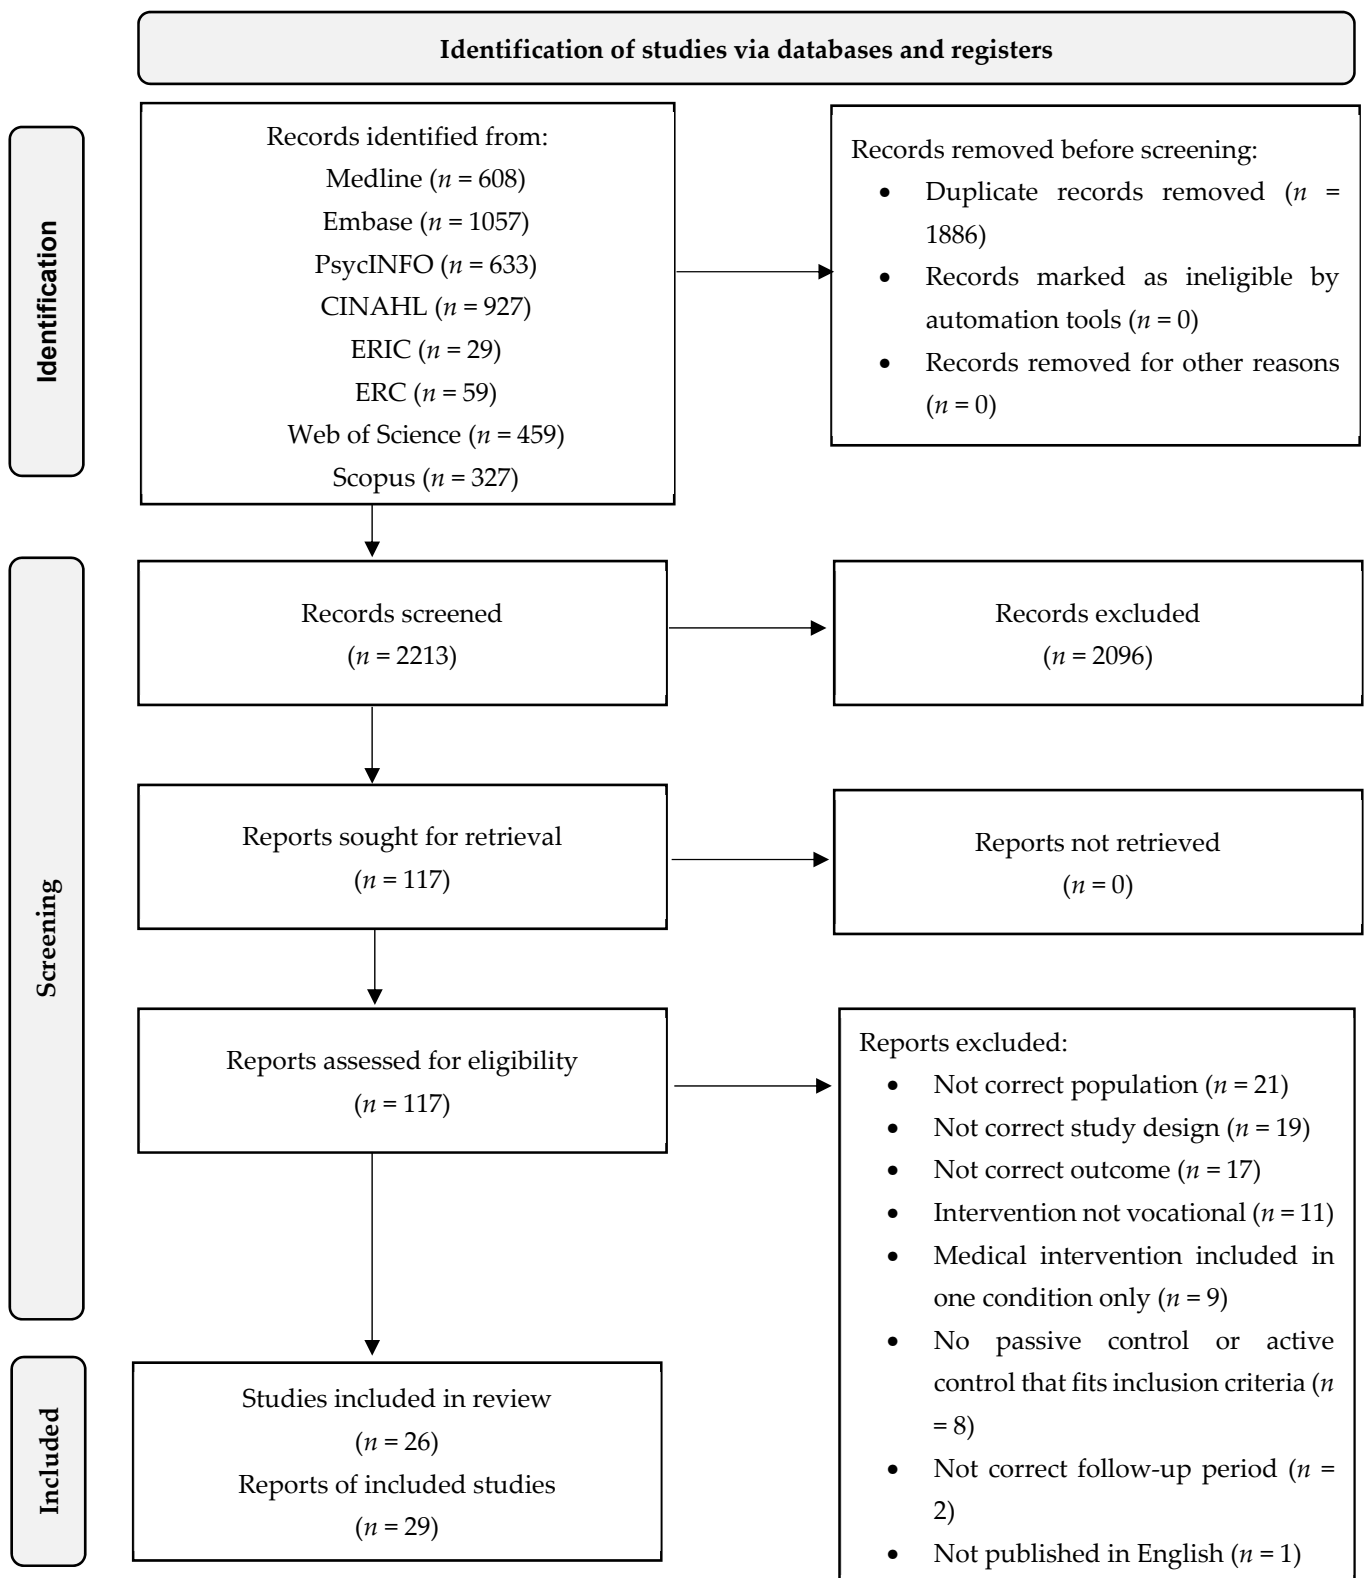 Identification of studies via databases and registers
Identification
Records identified from:
Medline (n = 608)
Embase (n = 1057)
PsycINFO (n = 633)
CINAHL (n = 927)
ERIC (n = 29)
ERC (n = 59)
Web of Science (n = 459)
Scopus (n = 327)
Records removed before screening:
• Duplicate records removed (n =
1886)
• Records marked as ineligible by
automation tools (n = 0)
• Records removed for other reasons
(n = 0)
Screening
Records screened
(n = 2213)
Records excluded
(n = 2096)
Reports sought for retrieval
(n = 117)
Reports not retrieved
(n = 0)
Reports assessed for eligibility
(n = 117)
Reports excluded:
• Not correct population (n = 21)
• Not correct study design (n = 19)
• Not correct outcome (n = 17)
• Intervention not vocational (n = 11)
• Medical intervention included in
one condition only (n = 9)
• No passive control or active
control that fits inclusion criteria (n
= 8)
• Not correct follow-up period (n =
2)
• Not published in English (n = 1)
Included
Studies included in review
(n = 26)
Reports of included studies
(n = 29)